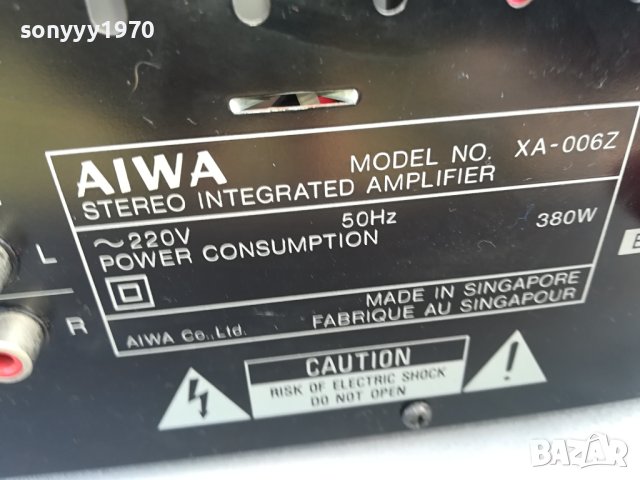 sonyyy1970
AIWA MODEL NO. XA-006Z
STEREO INTEGRATED AMPLIFIER
~220V 50Hz 380W
POWER CONSUMPTION
MADE IN SINGAPORE
AIWA Co.,Ltd. FABRIQUE AU SINGAPOUR
L
R
CAUTION
RISK OF ELECTRIC SHOCK
DO NOT OPEN
BAZAR